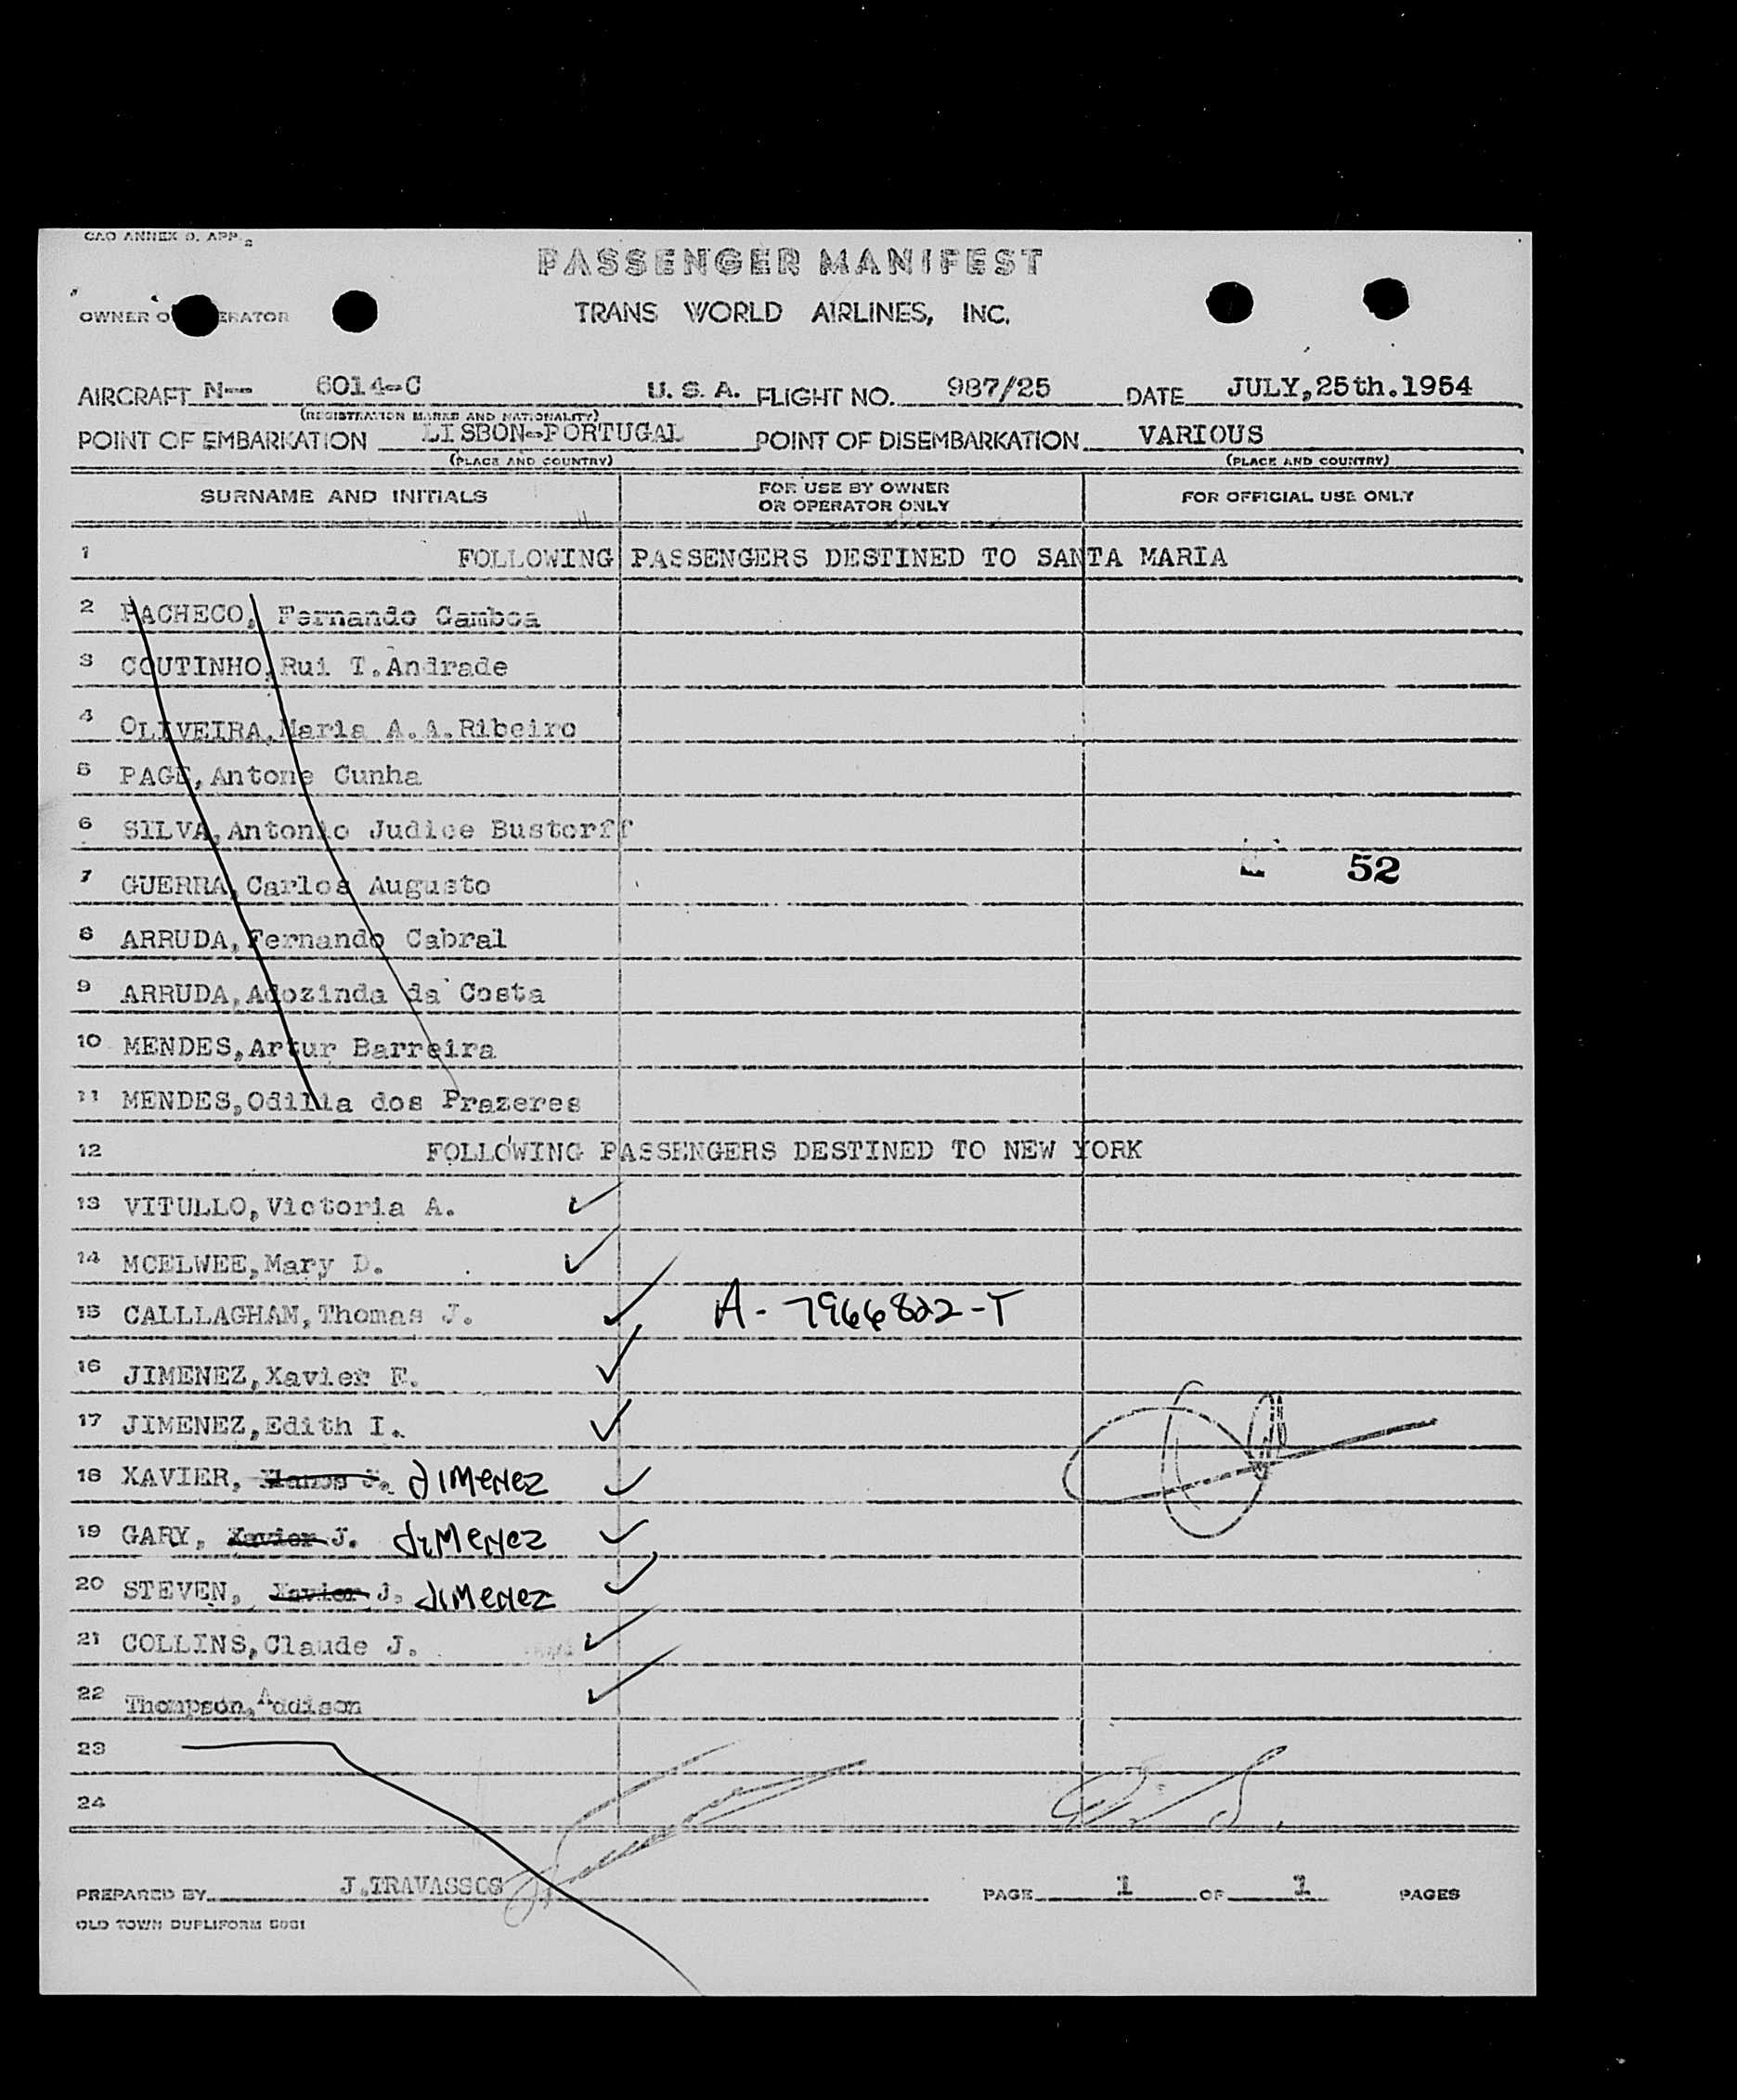 CAO ANNEX 9, APP. 2
PASSENGER MANIFEST
OWNER O ERATOR
TRANS WORLD AIRLINES, INC.
AIRCRAFT N-- 6014-C U. S. A. FLIGHT NO. 987/25 DATE JULY,25th.1954
(REGISTRATION MARKS AND NATIONALITY)
POINT OF EMBARKATION LISBON-PORTUGAL POINT OF DISEMBARKATION VARIOUS
(PLACE AND COUNTRY) (PLACE AND COUNTRY)
SURNAME AND INITIALS FOR USE BY OWNER OR OPERATOR ONLY FOR OFFICIAL USE ONLY
1 FOLLOWING PASSENGERS DESTINED TO SANTA MARIA
2 PACHECO, Fernando Gamboa
3 COUTINHO,Rui T.Andrade
4 OLIVEIRA,Maria A.A.Ribeiro
5 PAGE,Antone Cunha
6 SILVA,Antonio Judice Bustorff
52
7 GUERRA,Carlos Augusto
8 ARRUDA,Fernando Cabral
9 ARRUDA,Adozinda da Costa
10 MENDES,Artur Barreira
11 MENDES,Odilia dos Prazeres
12 FOLLOWING PASSENGERS DESTINED TO NEW YORK
13 VITULLO,Victoria A. ✓
14 MCELWEE,Mary D. ✓
15 CALLLAGHAN,Thomas J. ✓ A-7966822-T
16 JIMENEZ,Xavier F. ✓
17 JIMENEZ,Edith I. ✓
18 XAVIER, J. JIMENEZ ✓
19 GARY, Xavier J. JIMENEZ ✓
20 STEVEN, Xavier J. JIMENEZ ✓
21 COLLINS,Claude J. ✓
22 Thompson,Addison ✓
23
24
PREPARED BY J.TRAVASSOS PAGE 1 OF 1 PAGES
OLD TOWN DUPLIFORM 5001